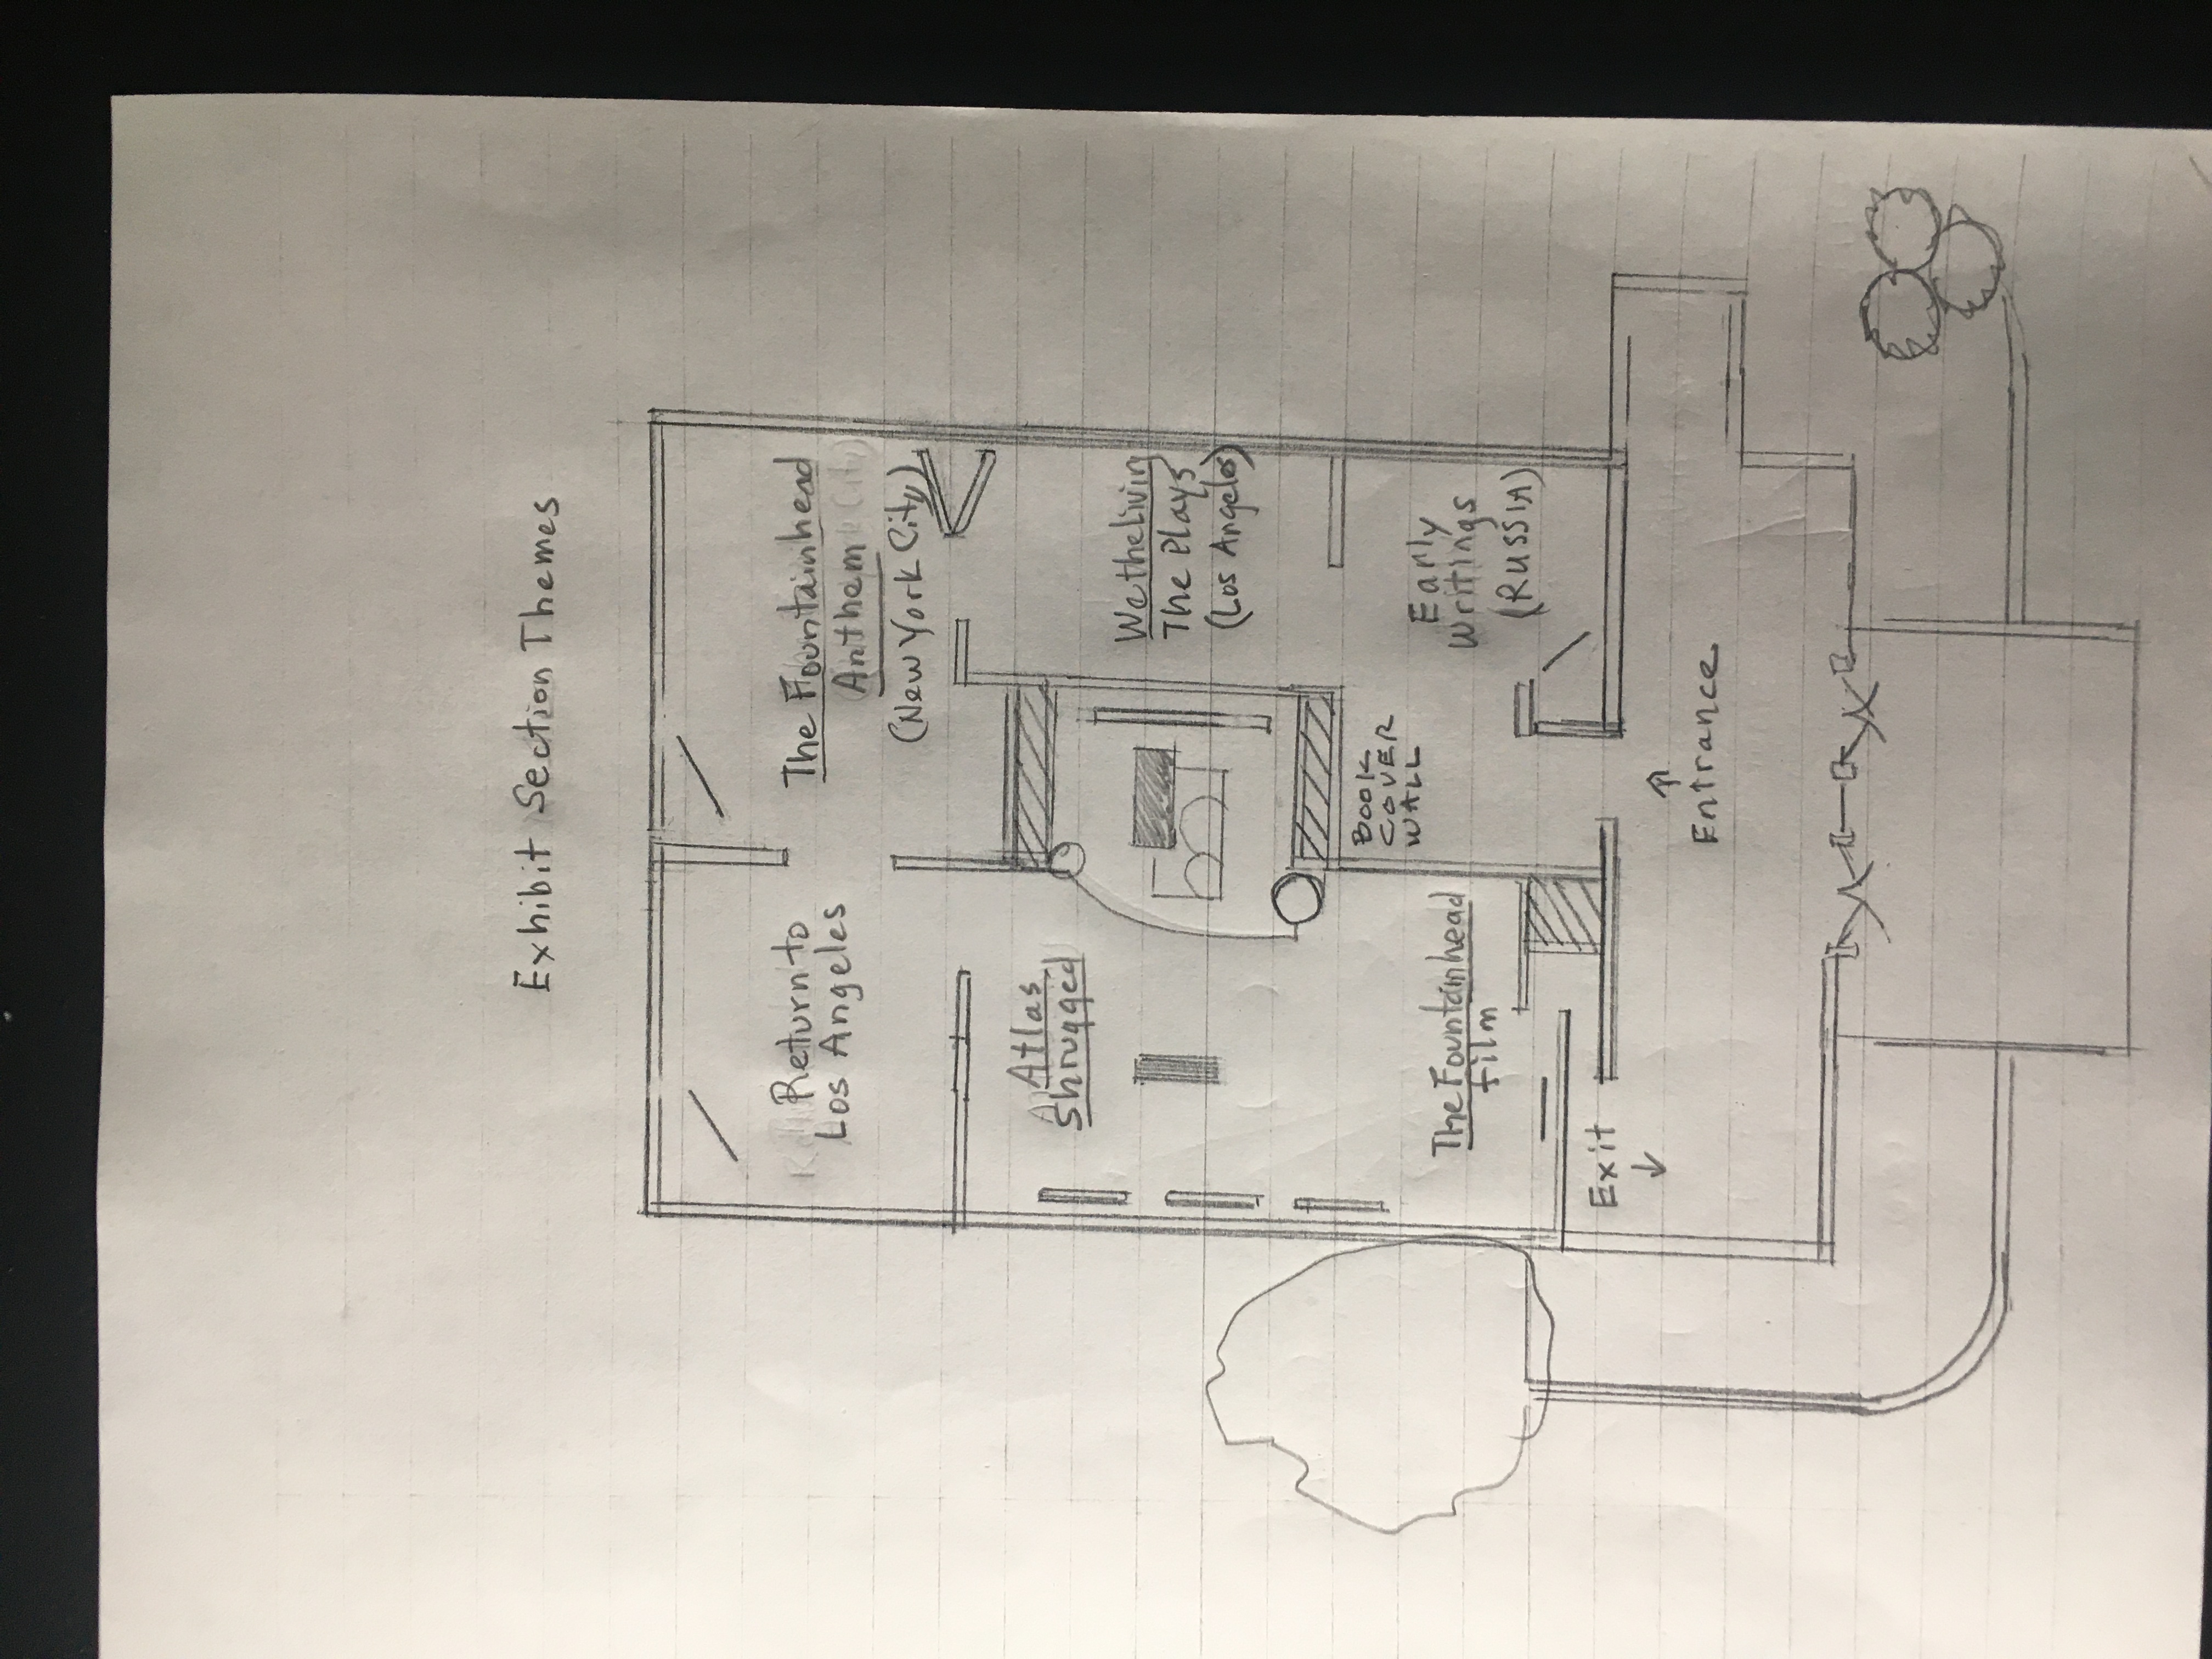 Exhibit Section Themes
Return to
Los Angeles
The Fountainhead
Anthem
(New York City)
Atlas
Shrugged
We the Living
The Plays
(Los Angeles)
BOOK
COVER
WALL
The Fountainhead
film
Early
Writings
(RUSSIA)
Exit
Entrance